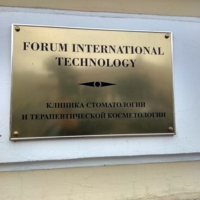 FORUM INTERNATIONAL
TECHNOLOGY
КЛИНИКА СТОМАТОЛОГИИ
И ТЕРАПЕВТИЧЕСКОЙ КОСМЕТОЛОГИИ